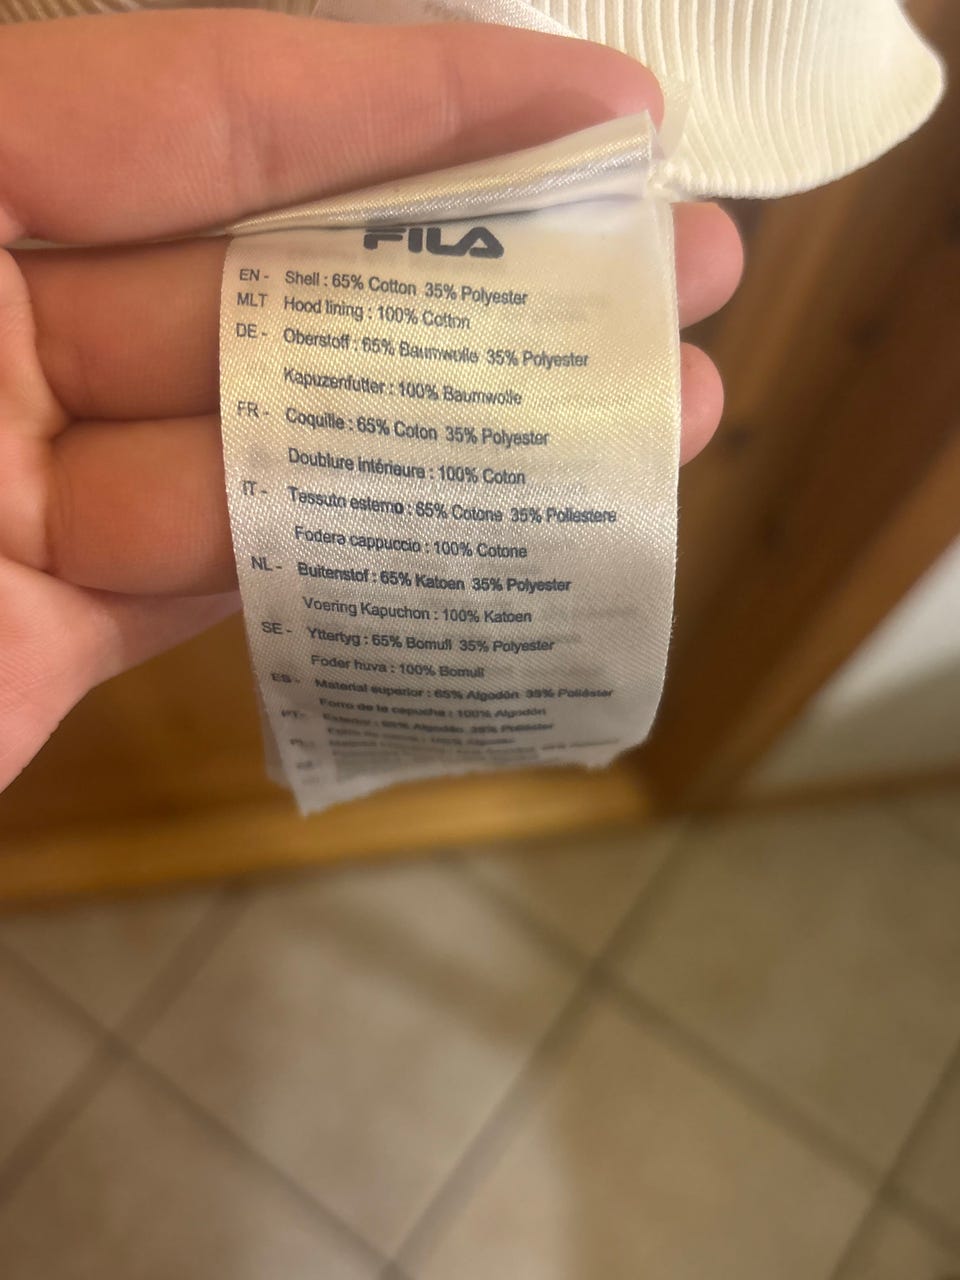 FILA
EN - Shell : 65% Cotton 35% Polyester
MLT Hood lining : 100% Cotton
DE - Oberstoff : 65% Baumwolle 35% Polyester
Kapuzenfutter : 100% Baumwolle
FR - Coquille : 65% Coton 35% Polyester
Doublure intérieure : 100% Coton
IT - Tessuto esterno : 65% Cotone 35% Poliestere
Fodera cappuccio : 100% Cotone
NL - Buitenstof : 65% Katoen 35% Polyester
Voering Kapuchon : 100% Katoen
SE - Yttertyg : 65% Bomull 35% Polyester
Foder huva : 100% Bomull
ES - Material superior : 65% Algodón 35% Poliéster
Forro de la capucha : 100% Algodón
PT- Exterior : 65% Algodão 35% Poliéster